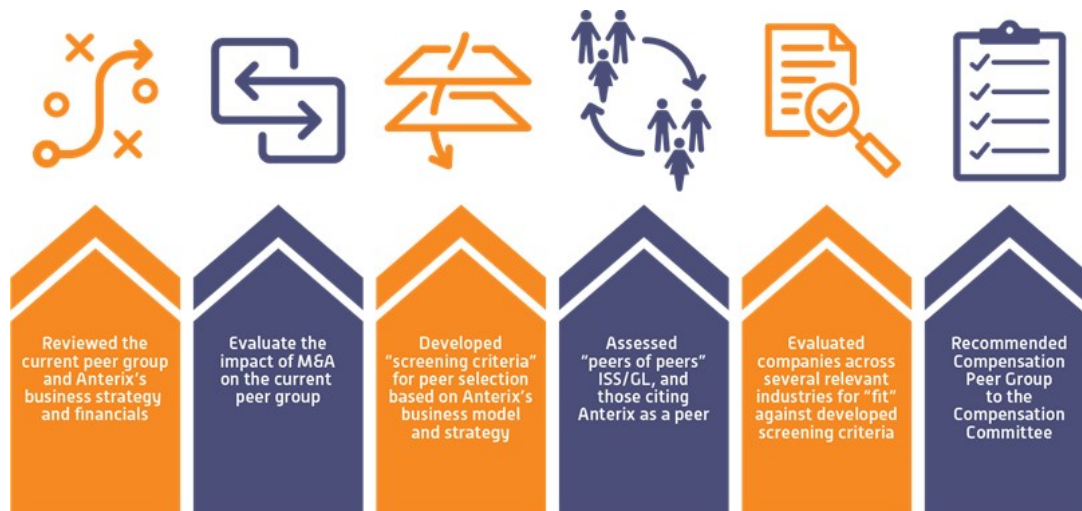 Reviewed the
current peer group
and Anterix's
business strategy
and financials
Evaluate the
impact of M&A
on the current
peer group
Developed
"screening criteria"
for peer selection
based on Anterix's
business model
and strategy
Assessed
"peers of peers"
ISS/GL, and
those citing
Anterix as a peer
Evaluated
companies across
several relevant
industries for "fit"
against developed
screening criteria
Recommended
Compensation
Peer Group
to the
Compensation
Committee